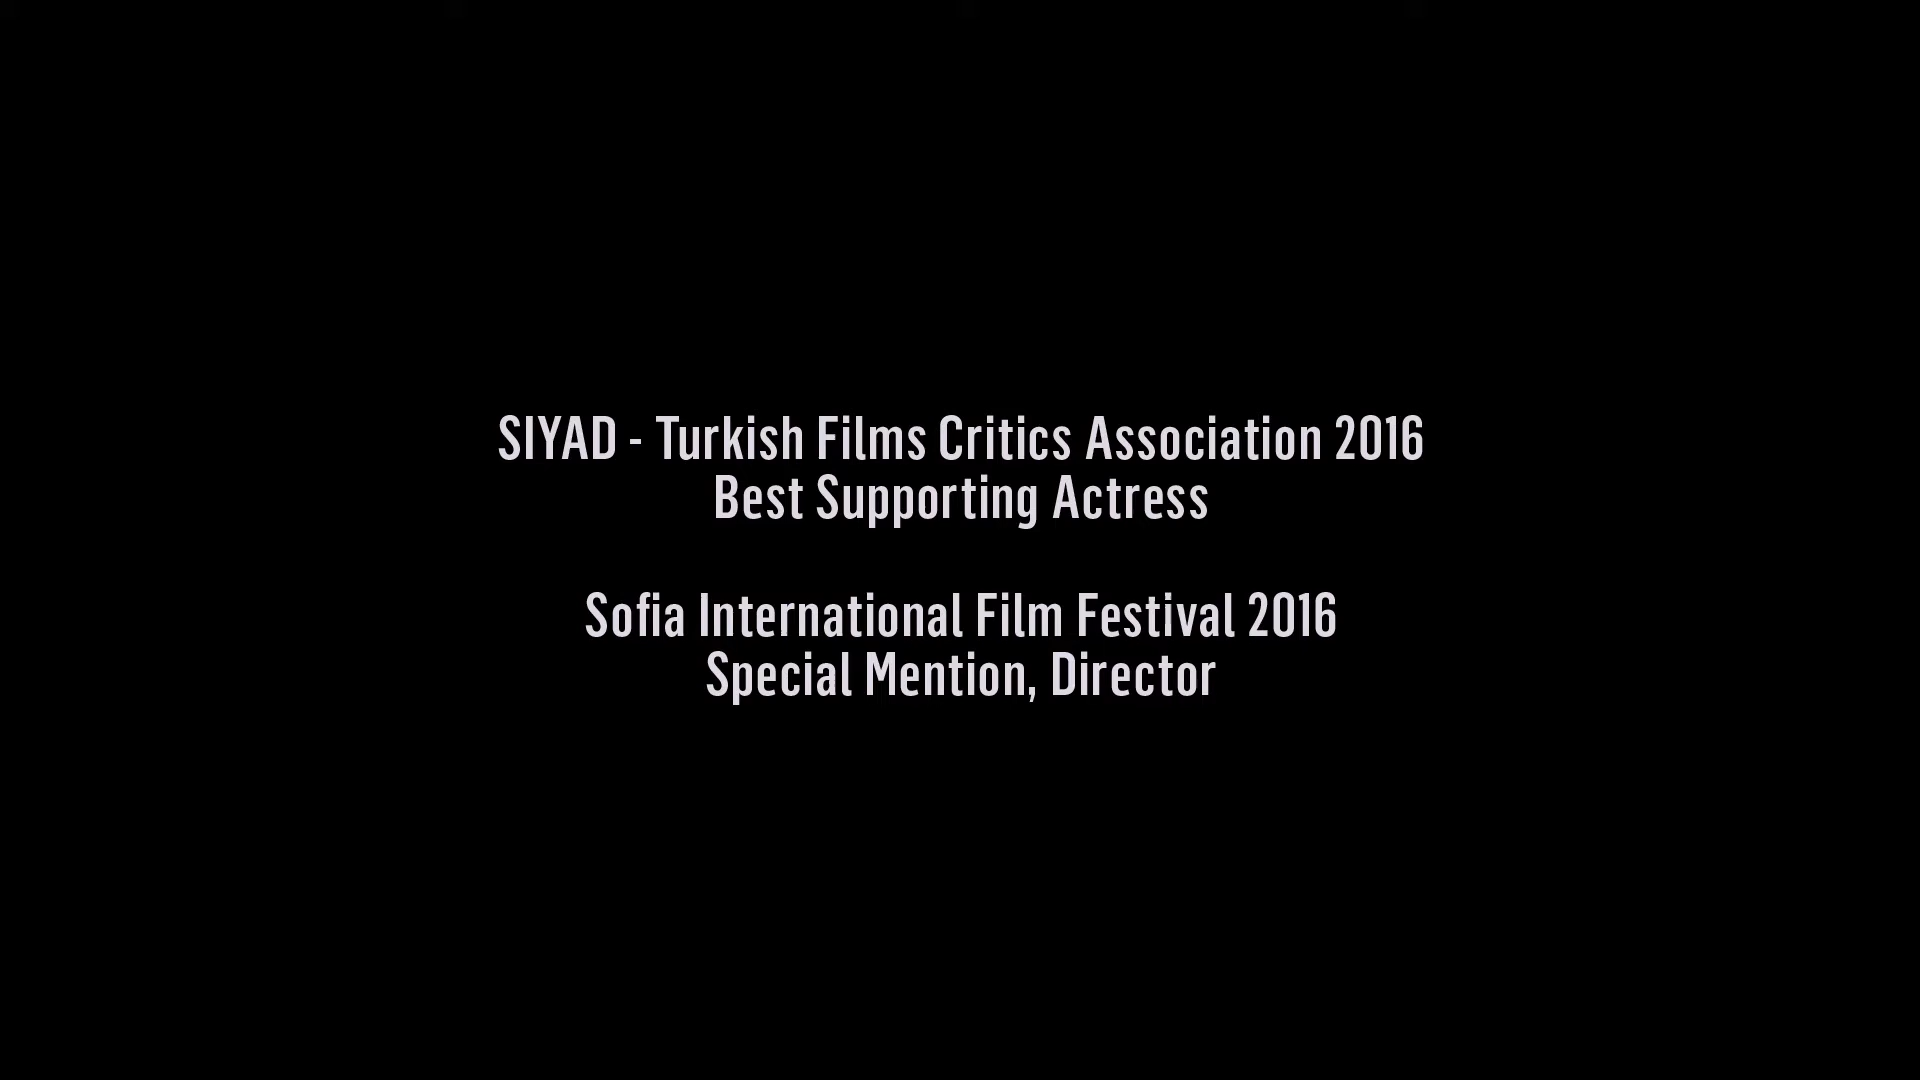 SIYAD - Turkish Films Critics Association 2016
Best Supporting Actress
Sofia International Film Festival 2016
Special Mention, Director